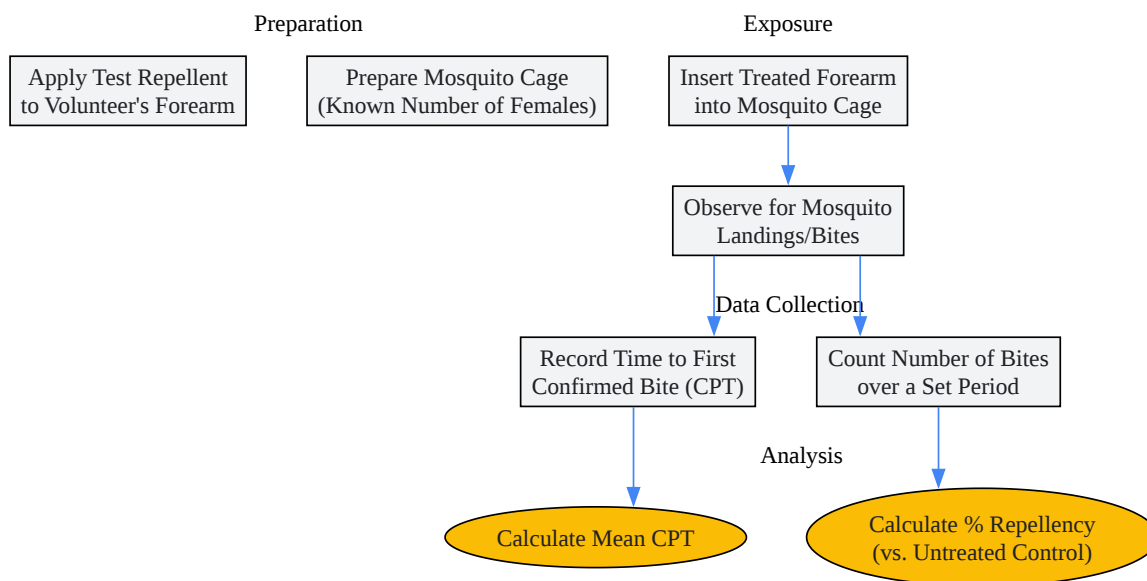 Preparation
Exposure
Apply Test Repellent
to Volunteer's Forearm
Prepare Mosquito Cage
(Known Number of Females)
Insert Treated Forearm
into Mosquito Cage
Observe for Mosquito
Landings/Bites
Data Collection
Record Time to First
Confirmed Bite (CPT)
Count Number of Bites
over a Set Period
Analysis
Calculate Mean CPT
Calculate % Repellency
(vs. Untreated Control)